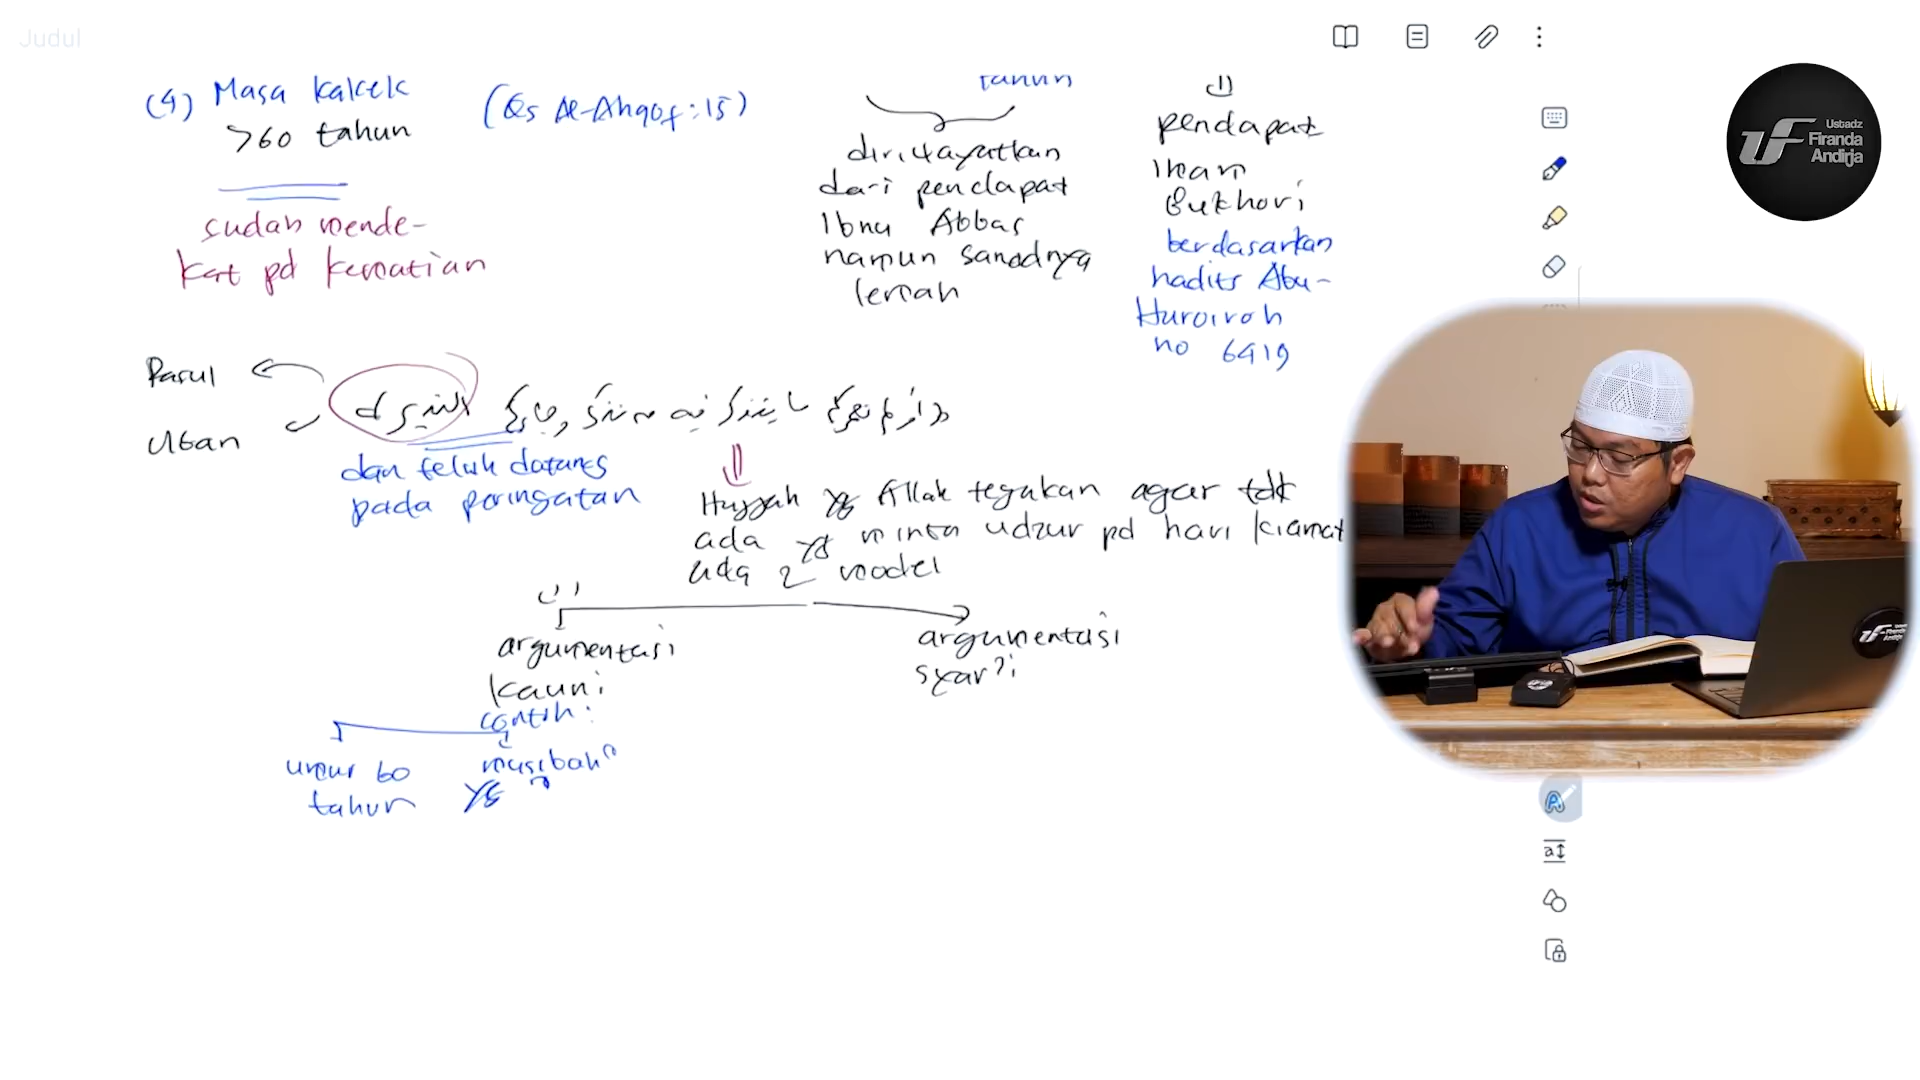 Judul
(4) Masa kakek
>60 tahun
(Qs Al-Ahqof : 15)
sudah mende-
kat pd kematian
tahun
diriwayatkan
dari pendapat
Ibnu Abbas
namun sanadnya
lemah
pendapat
Imam
Bukhori
berdasarkan
hadits Abu-
Huroiroh
no 6419
Rasul
Uban
النذير
dan telah datang
pada peringatan
Hujjah yg Allah tegakan agar tdk
ada yg minta udzur pd hari kiamat
ada 2 model
argumentasi
kauni
contoh :
umur 60
tahun
musibah2
yg
argumentasi
syar'i
Ustadz
Firanda
Andirja